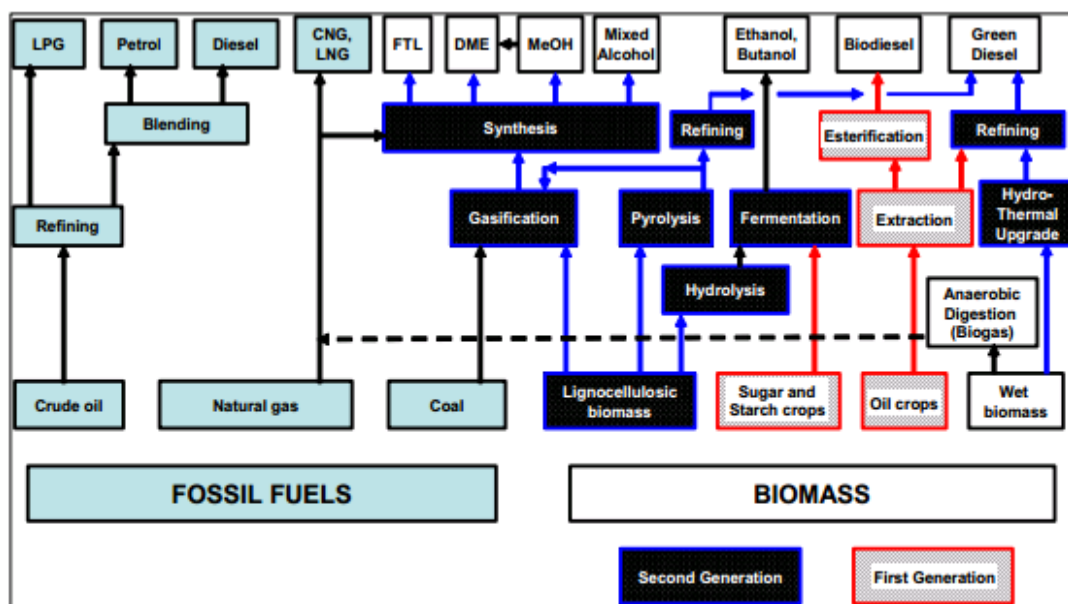 LPG
Petrol
Diesel
CNG,
LNG
FTL
DME
MeOH
Mixed
Alcohol
Ethanol,
Butanol
Biodiesel
Green
Diesel
Blending
Synthesis
Refining
Esterification
Refining
Refining
Gasification
Pyrolysis
Fermentation
Extraction
Hydro-
Thermal
Upgrade
Hydrolysis
Anaerobic
Digestion
(Biogas)
Crude oil
Natural gas
Coal
Lignocellulosic
biomass
Sugar and
Starch crops
Oil crops
Wet
biomass
FOSSIL FUELS
BIOMASS
Second Generation
First Generation